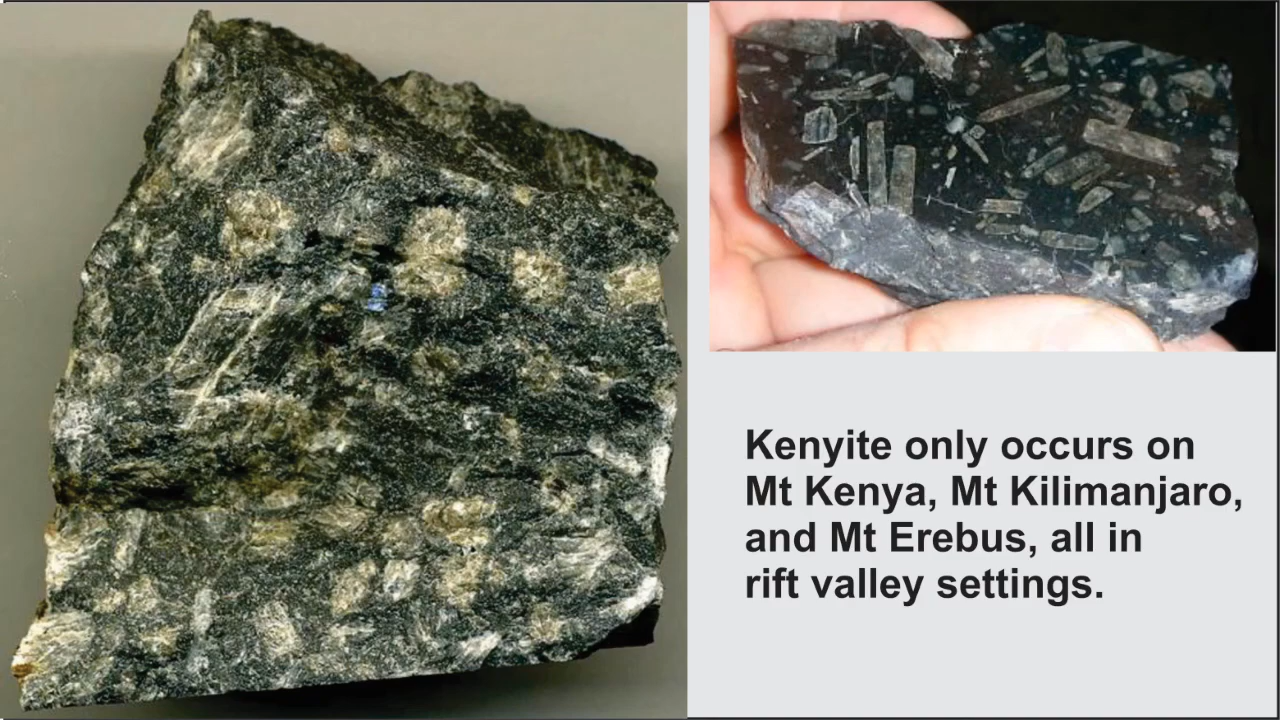 Kenyite only occurs on
Mt Kenya, Mt Kilimanjaro,
and Mt Erebus, all in
rift valley settings.